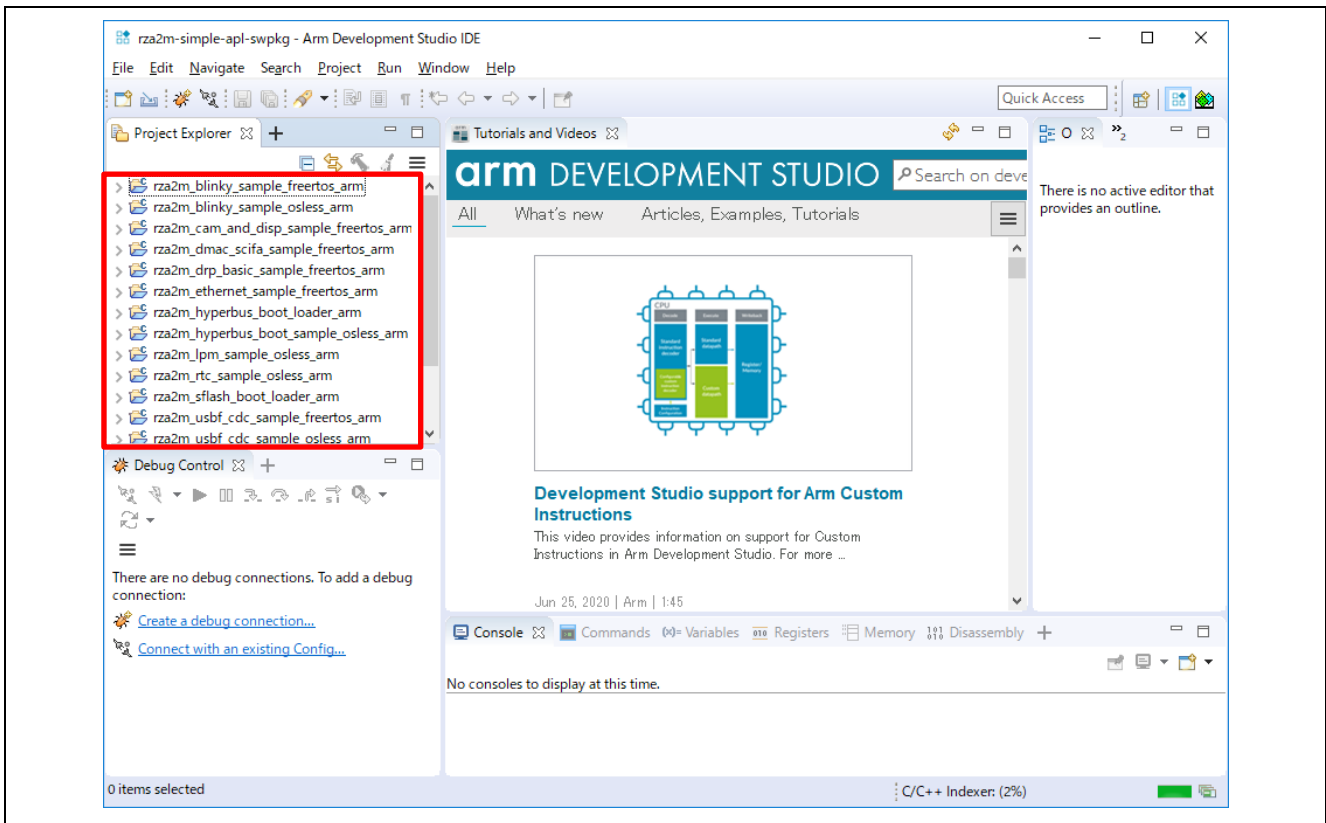 rza2m-simple-apl-swpkg - Arm Development Studio IDE
File Edit Navigate Search Project Run Window Help
Quick Access
Project Explorer
rza2m_blinky_sample_freertos_arm
rza2m_blinky_sample_osless_arm
rza2m_cam_and_disp_sample_freertos_arm
rza2m_dmac_scifa_sample_freertos_arm
rza2m_drp_basic_sample_freertos_arm
rza2m_ethernet_sample_freertos_arm
rza2m_hyperbus_boot_loader_arm
rza2m_hyperbus_boot_sample_osless_arm
rza2m_lpm_sample_osless_arm
rza2m_rtc_sample_osless_arm
rza2m_sflash_boot_loader_arm
rza2m_usbf_cdc_sample_freertos_arm
rza2m_usbf_cdc_sample_osless_arm
Debug Control
There are no debug connections. To add a debug
connection:
Create a debug connection...
Connect with an existing Config...
Tutorials and Videos
arm DEVELOPMENT STUDIO
Search on deve
All What's new Articles, Examples, Tutorials
CPU
Development Studio support for Arm Custom
Instructions
This video provides information on support for Custom
Instructions in Arm Development Studio. For more ...
Jun 25, 2020 | Arm | 1:45
O
2
There is no active editor that
provides an outline.
Console Commands Variables Registers Memory Disassembly
No consoles to display at this time.
0 items selected
C/C++ Indexer: (2%)